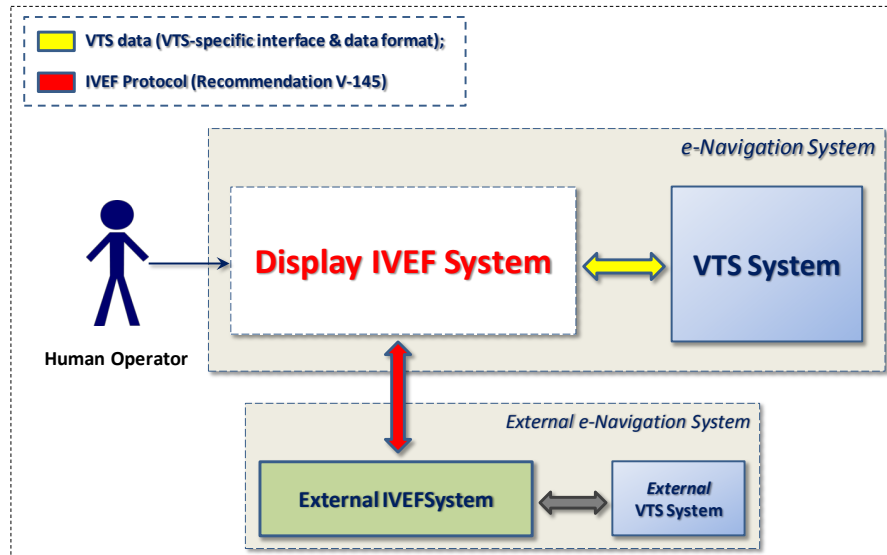 VTS data (VTS-specific interface & data format);
IVEF Protocol (Recommendation V-145)
e-Navigation System
Display IVEF System
VTS System
Human Operator
External e-Navigation System
External IVEFSystem
External
VTS System